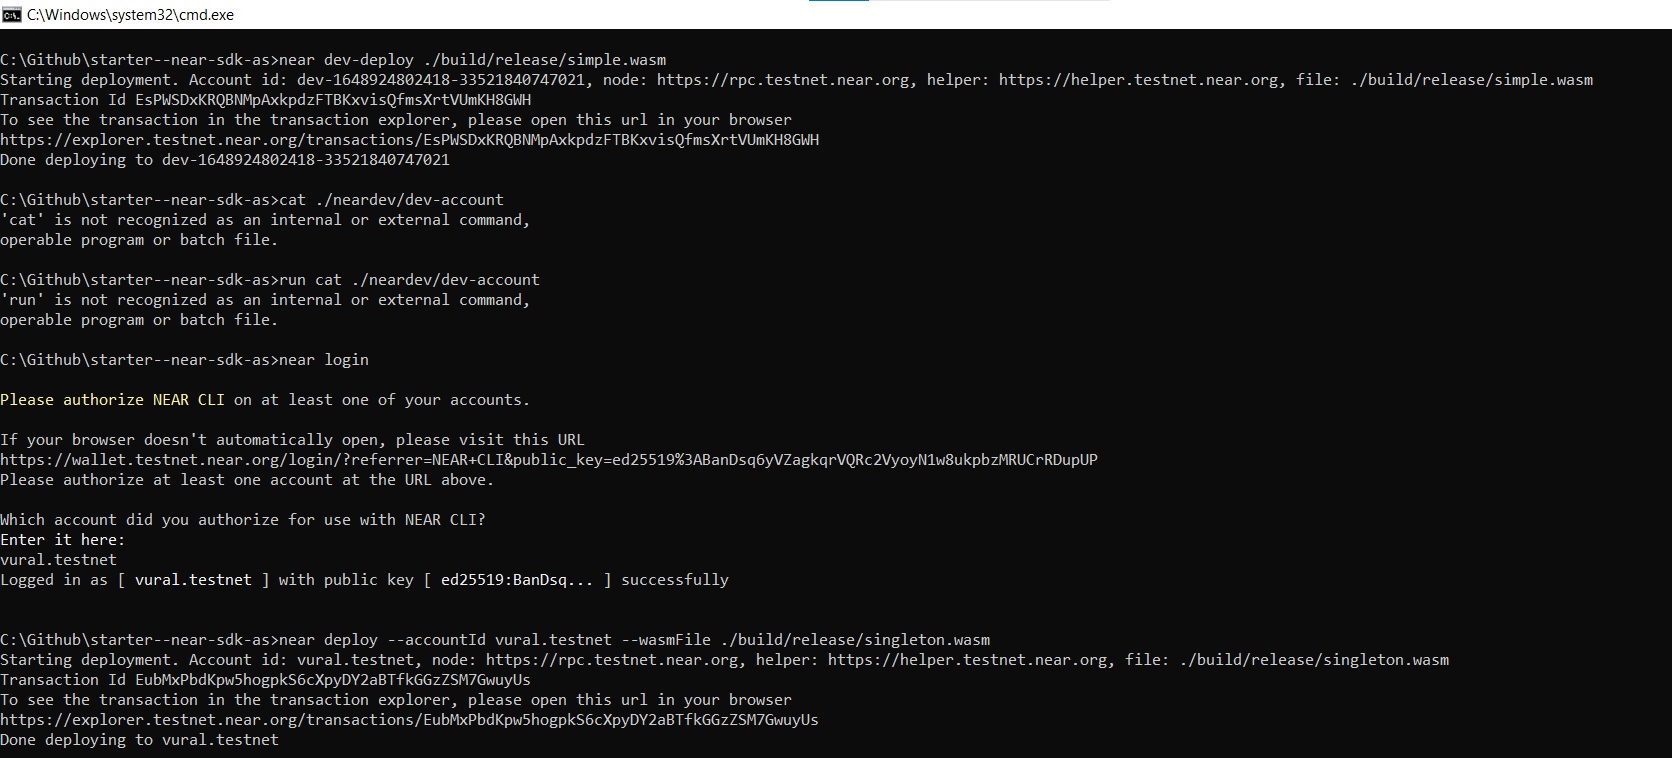 C:\Windows\system32\cmd.exe
C:\Github\starter--near-sdk-as>near dev-deploy ./build/release/simple.wasm
Starting deployment. Account id: dev-1648924802418-33521840747021, node: https://rpc.testnet.near.org, helper: https://helper.testnet.near.org, file: ./build/release/simple.wasm
Transaction Id EsPWSDxKRQBNMpAxkpdzFTBKxvisQfmsXrtVUmKH8GWH
To see the transaction in the transaction explorer, please open this url in your browser
https://explorer.testnet.near.org/transactions/EsPWSDxKRQBNMpAxkpdzFTBKxvisQfmsXrtVUmKH8GWH
Done deploying to dev-1648924802418-33521840747021
C:\Github\starter--near-sdk-as>cat ./neardev/dev-account
'cat' is not recognized as an internal or external command,
operable program or batch file.
C:\Github\starter--near-sdk-as>run cat ./neardev/dev-account
'run' is not recognized as an internal or external command,
operable program or batch file.
C:\Github\starter--near-sdk-as>near login
Please authorize NEAR CLI on at least one of your accounts.
If your browser doesn't automatically open, please visit this URL
https://wallet.testnet.near.org/login/?referrer=NEAR+CLI&public_key=ed25519%3ABanDsq6yVZagkqrVQRc2VyoyN1w8ukpbzMRUCrRDupUP
Please authorize at least one account at the URL above.
Which account did you authorize for use with NEAR CLI?
Enter it here:
vural.testnet
Logged in as [ vural.testnet ] with public key [ ed25519:BanDsq... ] successfully
C:\Github\starter--near-sdk-as>near deploy --accountId vural.testnet --wasmFile ./build/release/singleton.wasm
Starting deployment. Account id: vural.testnet, node: https://rpc.testnet.near.org, helper: https://helper.testnet.near.org, file: ./build/release/singleton.wasm
Transaction Id EubMxPbdKpw5hogpkS6cXpyDY2aBTfkGGzZSM7GwuyUs
To see the transaction in the transaction explorer, please open this url in your browser
https://explorer.testnet.near.org/transactions/EubMxPbdKpw5hogpkS6cXpyDY2aBTfkGGzZSM7GwuyUs
Done deploying to vural.testnet